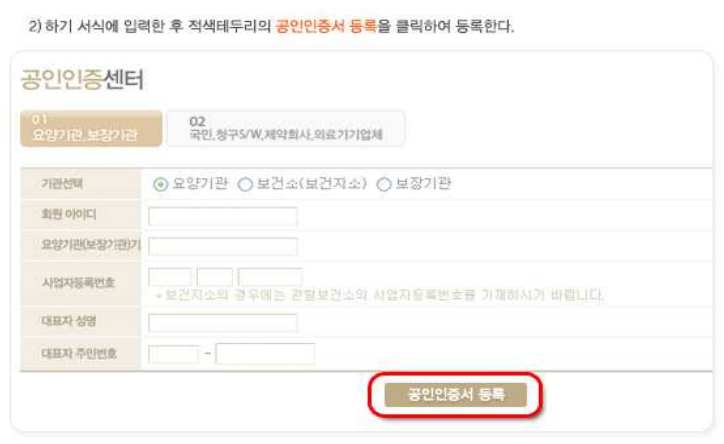 2) 하기 서식에 입력한 후 적색테두리의 공인인증서 등록을 클릭하여 등록한다.
공인인증센터
01
요양기관,보장기관
02
국민,청구S/W,제약회사,의료기기업체
기관선택
요양기관 보건소(보건지소) 보장기관
회원 아이디
요양기관(보장기관)기
사업자등록번호
*보건지소의 경우에는 관할보건소의 사업자등록번호를 기재하시기 바랍니다.
대표자 성명
대표자 주민번호
-
공인인증서 등록